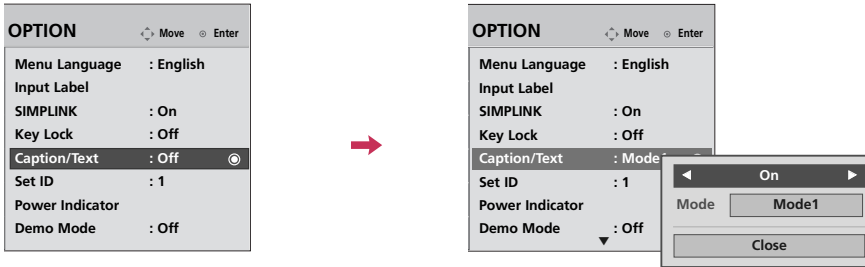 OPTION Move Enter
Menu Language : English
Input Label
SIMPLINK : On
Key Lock : Off
Caption/Text : Off
Set ID : 1
Power Indicator
Demo Mode : Off
OPTION Move Enter
Menu Language : English
Input Label
SIMPLINK : On
Key Lock : Off
Caption/Text : Mode1
Set ID : 1
Power Indicator
Demo Mode : Off
On
Mode Mode1
Close